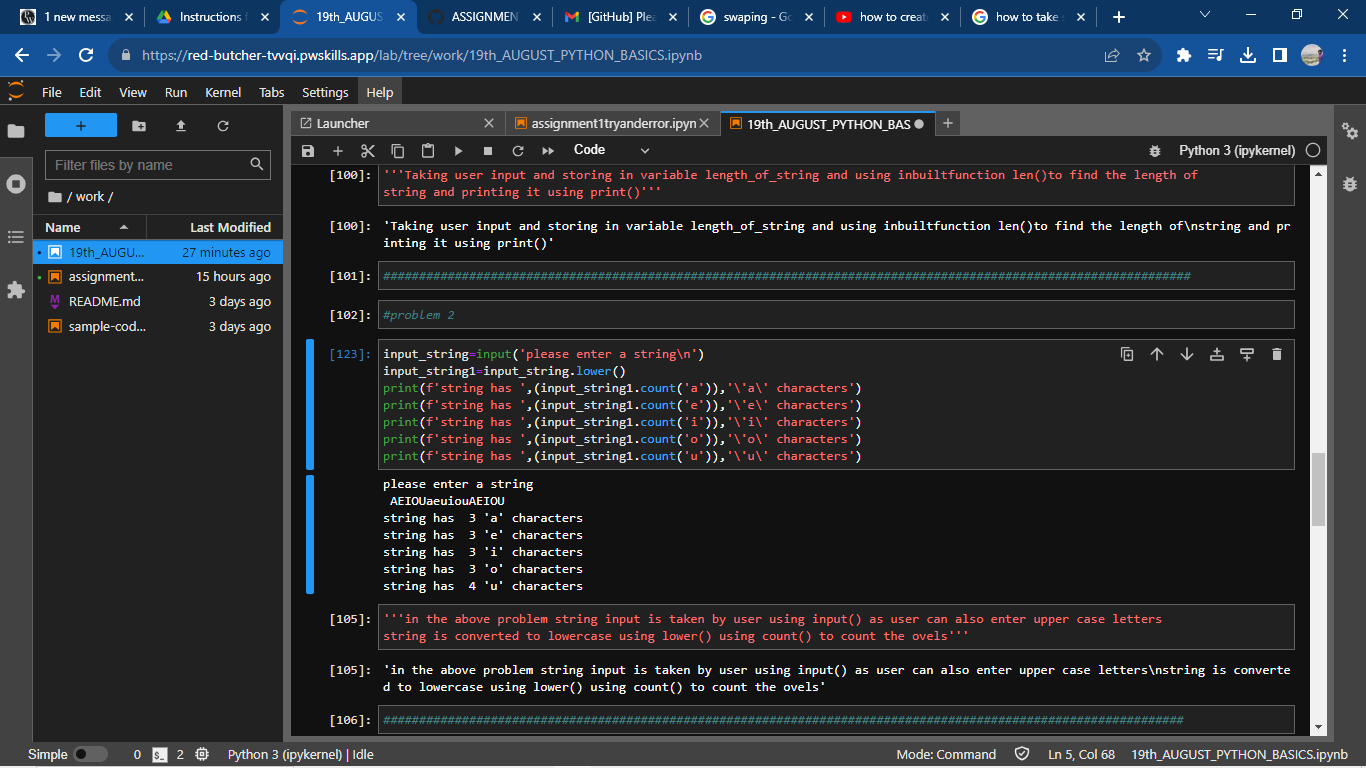 1 new messa
Instructions f
19th_AUGUS
ASSIGNMEN
[GitHub] Plea
swaping - Go
how to creat
how to take s
https://red-butcher-tvvqi.pwskills.app/lab/tree/work/19th_AUGUST_PYTHON_BASICS.ipynb
File Edit View Run Kernel Tabs Settings Help
Launcher
assignment1tryanderror.ipyn
19th_AUGUST_PYTHON_BAS
Code
Python 3 (ipykernel)
Filter files by name
/ work /
Name Last Modified
19th_AUGU... 27 minutes ago
assignment... 15 hours ago
README.md 3 days ago
sample-cod... 3 days ago
[100]: '''Taking user input and storing in variable length_of_string and using inbuiltfunction len()to find the length of
string and printing it using print()'''
[100]: 'Taking user input and storing in variable length_of_string and using inbuiltfunction len()to find the length of\nstring and pr
inting it using print()'
[101]: ################################################################################################################
[102]: #problem 2
[123]: input_string=input('please enter a string\n')
input_string1=input_string.lower()
print(f'string has ',(input_string1.count('a')),'\'a\' characters')
print(f'string has ',(input_string1.count('e')),'\'e\' characters')
print(f'string has ',(input_string1.count('i')),'\'i\' characters')
print(f'string has ',(input_string1.count('o')),'\'o\' characters')
print(f'string has ',(input_string1.count('u')),'\'u\' characters')
please enter a string
AEIOUaeuiouAEIOU
string has  3 'a' characters
string has  3 'e' characters
string has  3 'i' characters
string has  3 'o' characters
string has  4 'u' characters
[105]: '''in the above problem string input is taken by user using input() as user can also enter upper case letters
string is converted to lowercase using lower() using count() to count the ovels'''
[105]: 'in the above problem string input is taken by user using input() as user can also enter upper case letters\nstring is converte
d to lowercase using lower() using count() to count the ovels'
[106]: ###############################################################################################################
Simple 0 2 Python 3 (ipykernel) | Idle
Mode: Command Ln 5, Col 68 19th_AUGUST_PYTHON_BASICS.ipynb